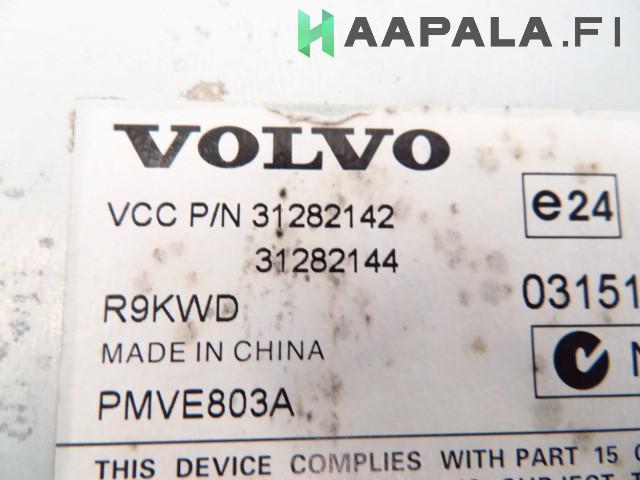 HAAPALA.FI
VOLVO
VCC P/N 31282142
31282144
e24
R9KWD
03151
MADE IN CHINA
N
PMVE803A
THIS DEVICE COMPLIES WITH PART 15